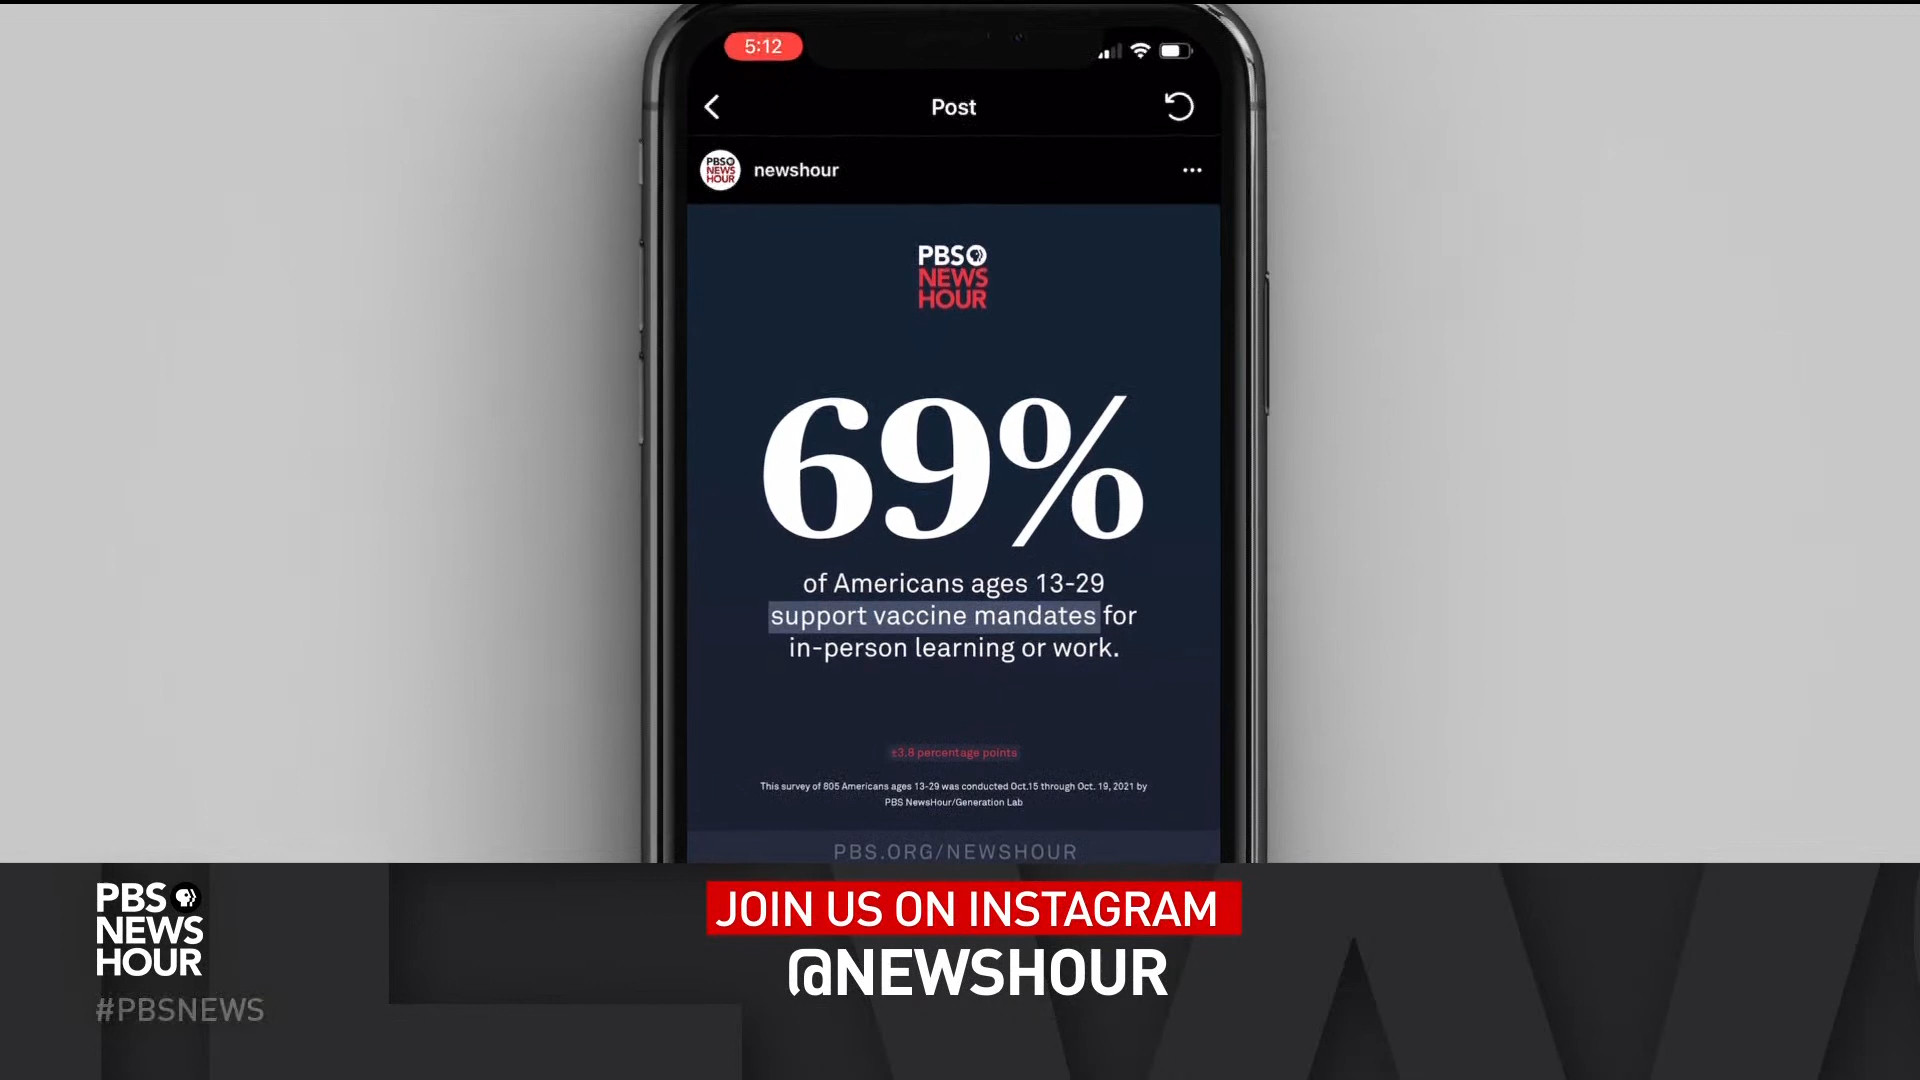 5:12
Post
PBS
NEWS
HOUR
newshour
PBS
NEWS
HOUR
69%
of Americans ages 13-29
support vaccine mandates for
in-person learning or work.
±3.8 percentage points
This survey of 805 Americans ages 13-29 was conducted Oct.15 through Oct. 19, 2021 by
PBS NewsHour/Generation Lab
PBS.ORG/NEWSHOUR
PBS
NEWS
HOUR
#PBSNEWS
JOIN US ON INSTAGRAM
@NEWSHOUR